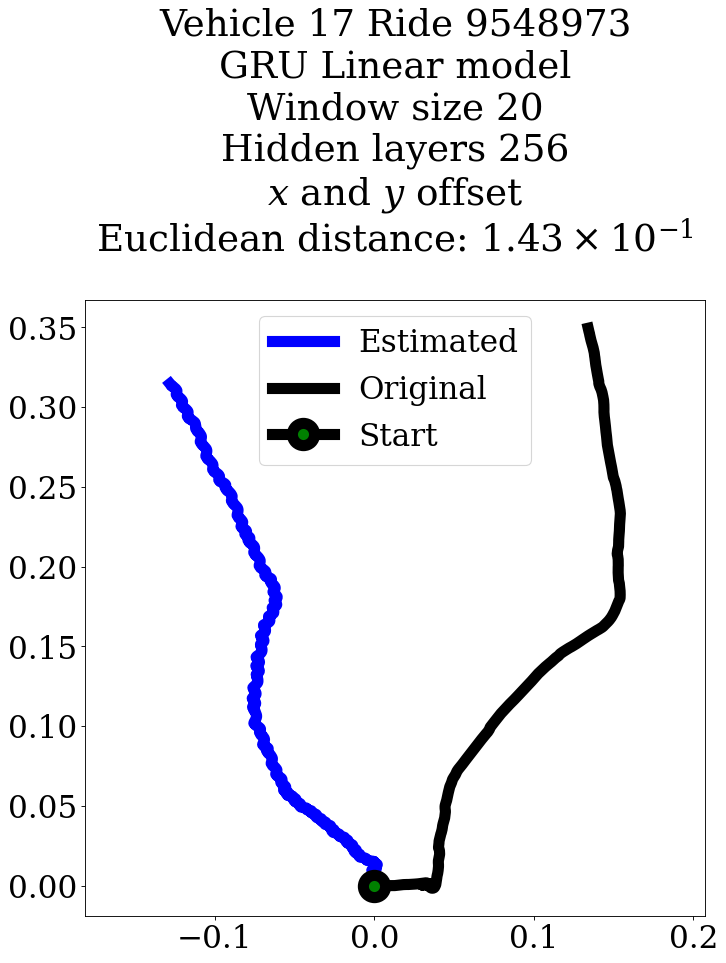 Vehicle 17 Ride 9548973
GRU Linear model
Window size 20
Hidden layers 256
x and y offset
Euclidean distance: 1.43 × 10⁻¹
Estimated
Original
Start
0.35
0.30
0.25
0.20
0.15
0.10
0.05
0.00
−0.1 0.0 0.1 0.2